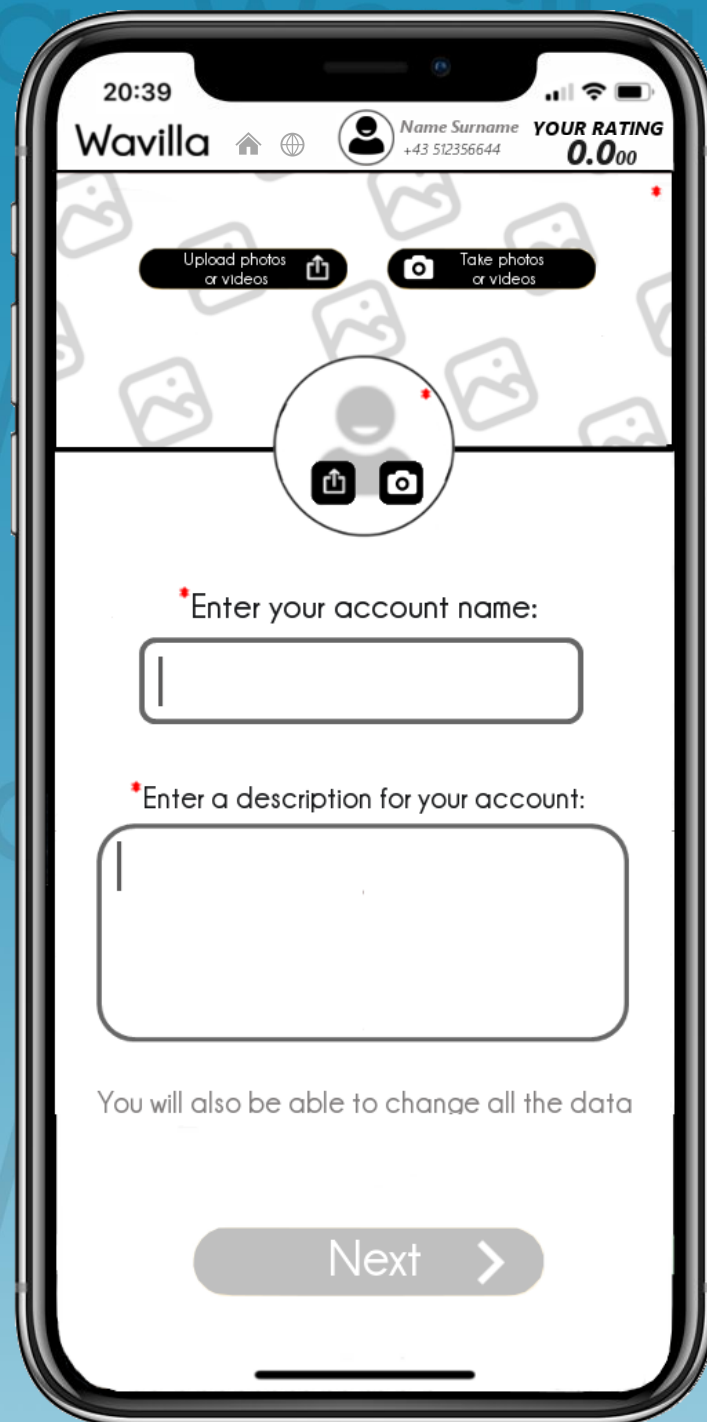 20:39
Wavilla
Name Surname
+43 512356644
YOUR RATING
0.000
Upload photos
or videos
Take photos
or videos
*Enter your account name:
*Enter a description for your account:
You will also be able to change all the data
Next